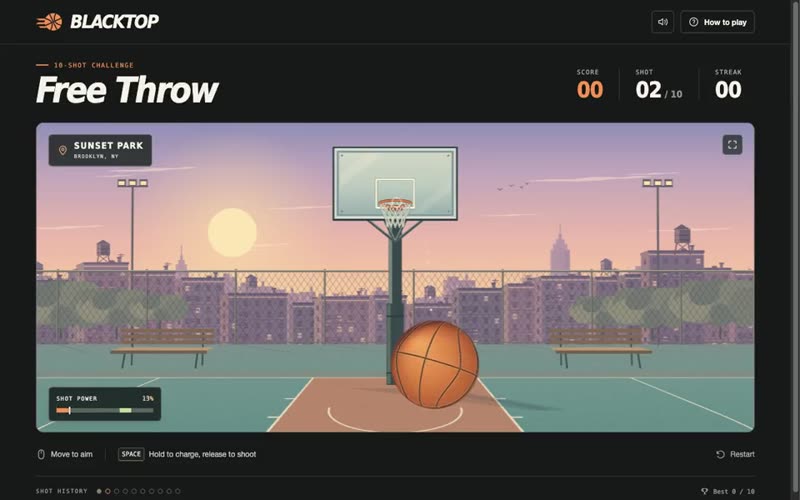 BLACKTOP
How to play
10-SHOT CHALLENGE
Free Throw
SCORE
00
SHOT
02 / 10
STREAK
00
SUNSET PARK
BROOKLYN, NY
SHOT POWER 13%
Move to aim
SPACE Hold to charge, release to shoot
Restart
SHOT HISTORY
Best 0 / 10